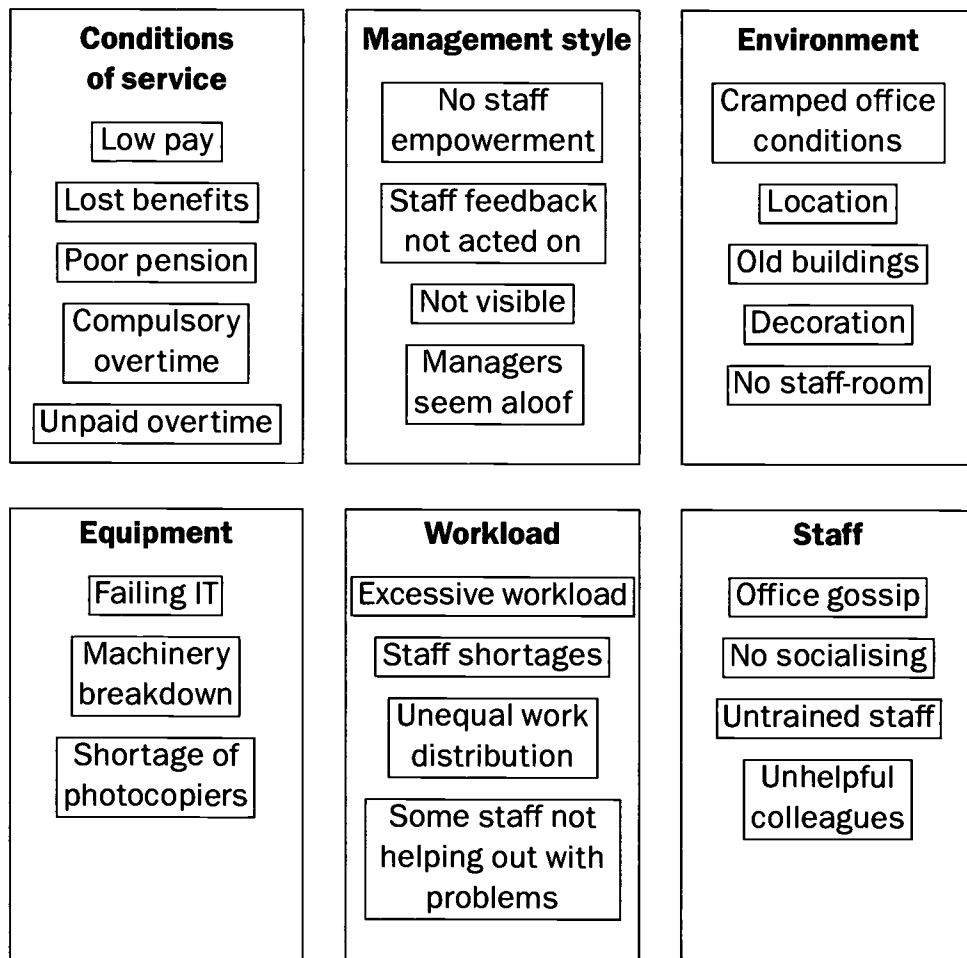 Conditions
of service
Low pay
Lost benefits
Poor pension
Compulsory
overtime
Unpaid overtime
Management style
No staff
empowerment
Staff feedback
not acted on
Not visible
Managers
seem aloof
Environment
Cramped office
conditions
Location
Old buildings
Decoration
No staff-room
Equipment
Failing IT
Machinery
breakdown
Shortage of
photocopiers
Workload
Excessive workload
Staff shortages
Unequal work
distribution
Some staff not
helping out with
problems
Staff
Office gossip
No socialising
Untrained staff
Unhelpful
colleagues